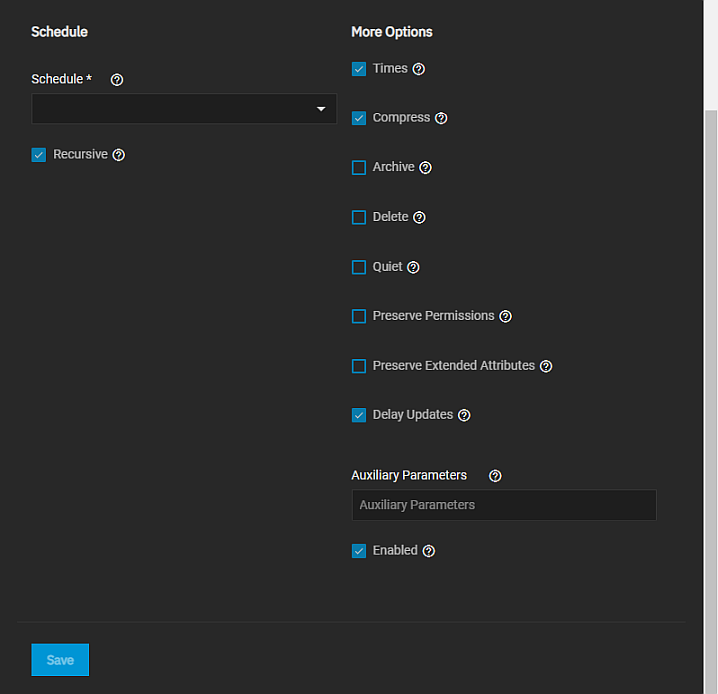 Schedule
Schedule *
Recursive
More Options
Times
Compress
Archive
Delete
Quiet
Preserve Permissions
Preserve Extended Attributes
Delay Updates
Auxiliary Parameters
Auxiliary Parameters
Enabled
Save